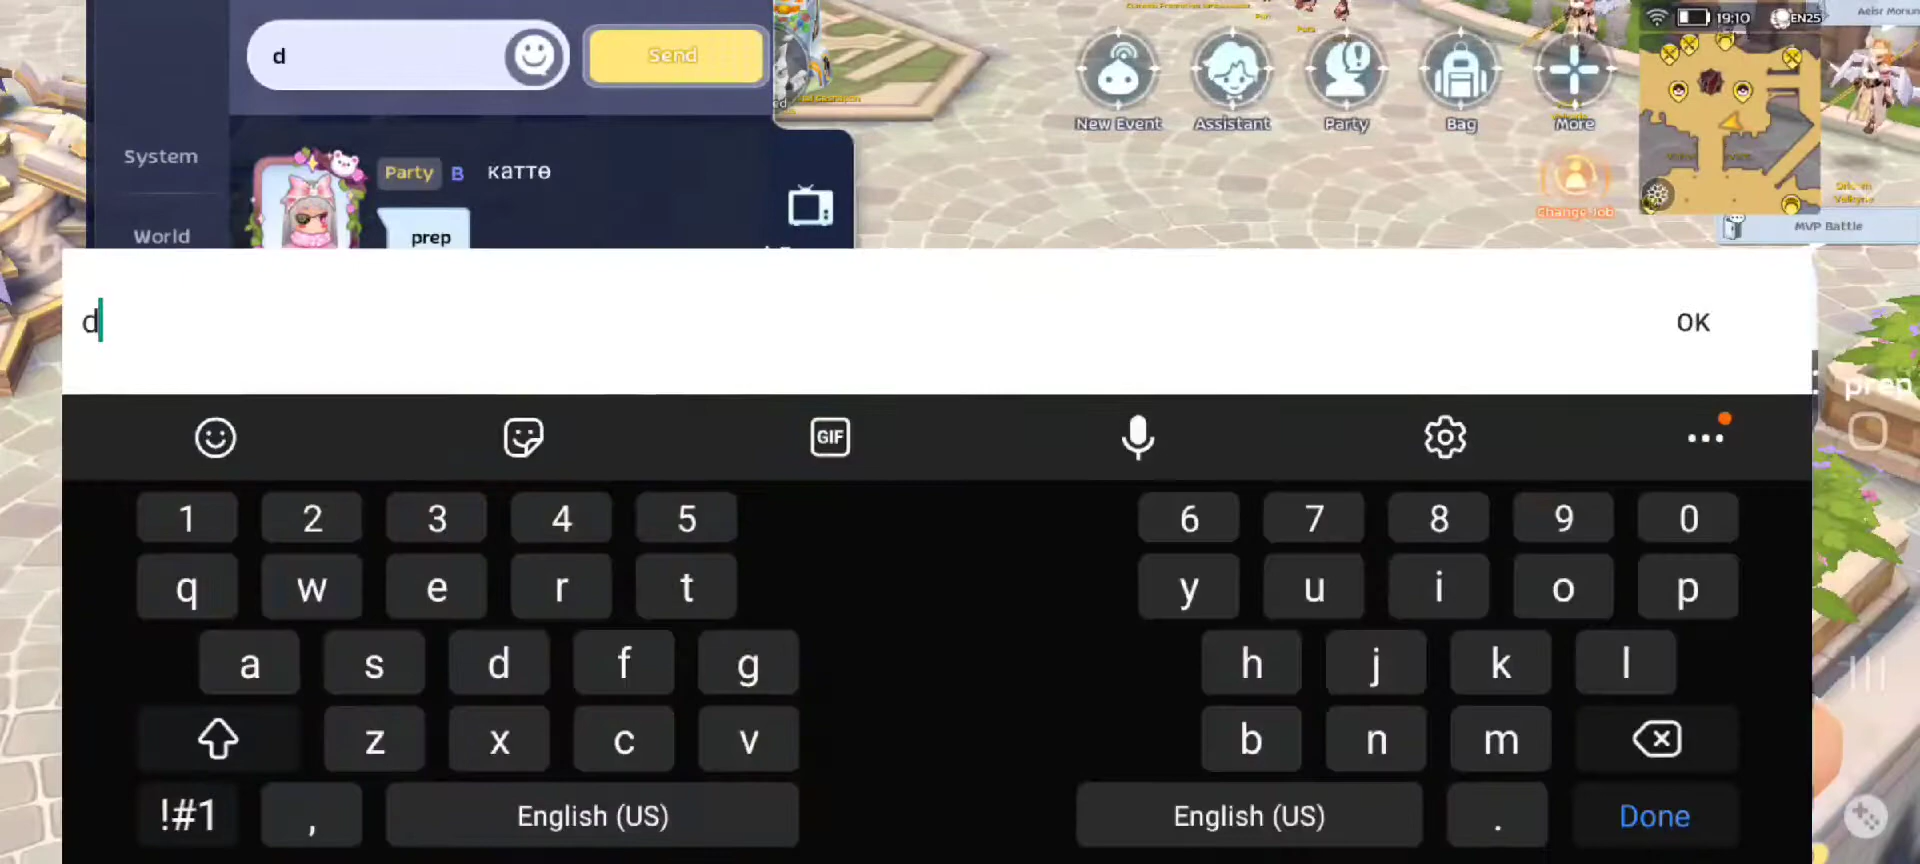 d
Send
System
World
Party B катте
prep
New Event
Assistant
Party
Bag
More
Change Job
19:10
EN25
MVP Battle
d
OK
prep
GIF
1 2 3 4 5 6 7 8 9 0
q w e r t y u i o p
a s d f g h j k l
z x c v b n m
!#1 , English (US) English (US) . Done